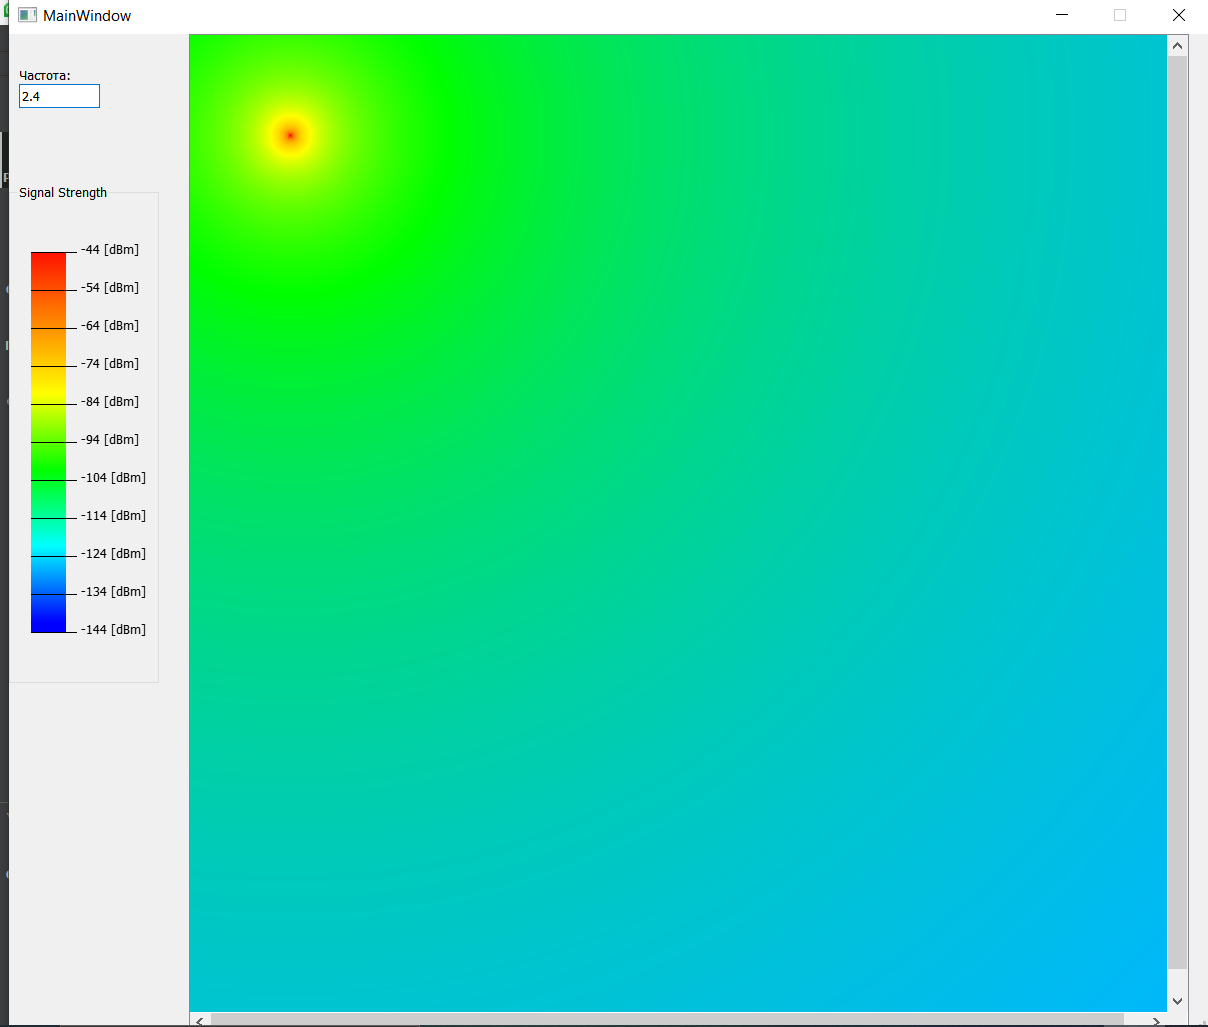 MainWindow
Частота:
2.4
Signal Strength
-44 [dBm]
-54 [dBm]
-64 [dBm]
-74 [dBm]
-84 [dBm]
-94 [dBm]
-104 [dBm]
-114 [dBm]
-124 [dBm]
-134 [dBm]
-144 [dBm]